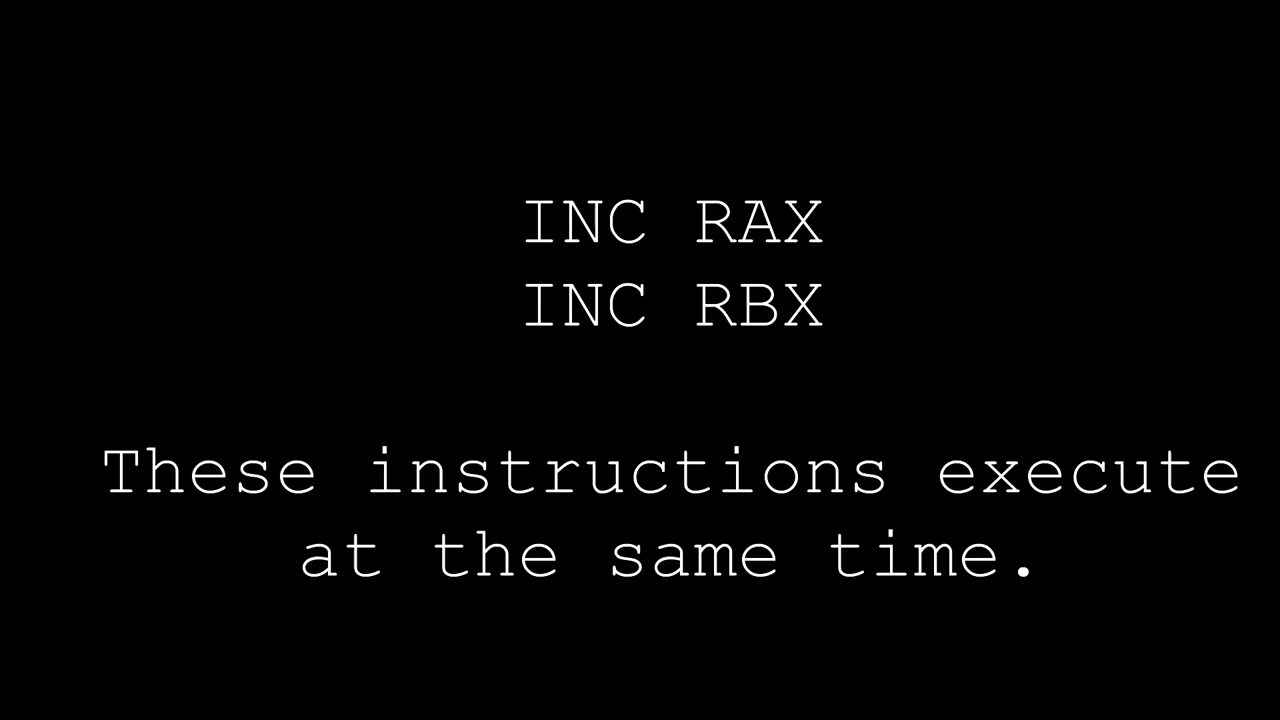 INC RAX
INC RBX
These instructions execute
at the same time.